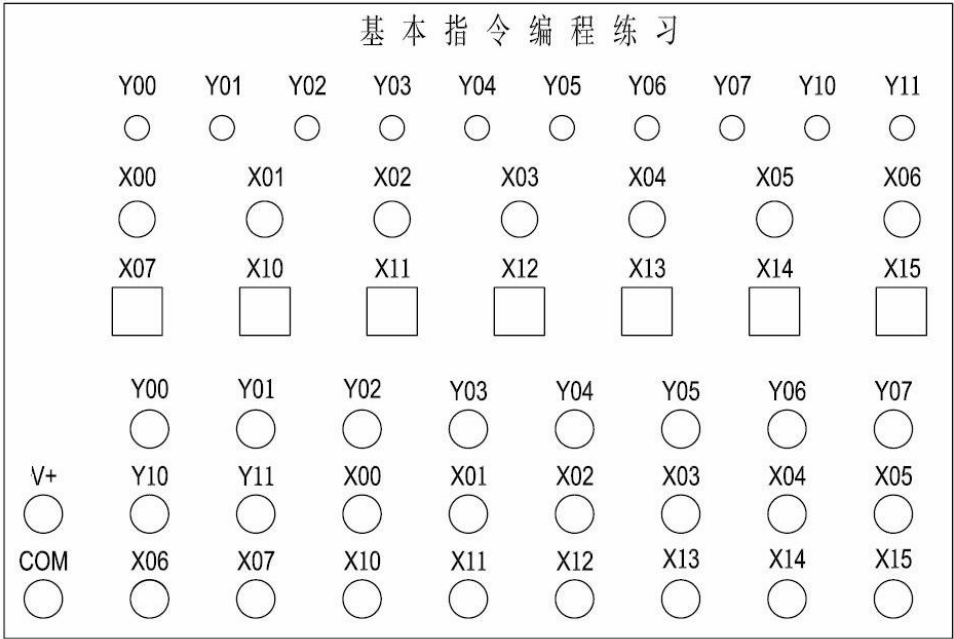 基本指令编程练习
Y00 Y01 Y02 Y03 Y04 Y05 Y06 Y07 Y10 Y11
X00 X01 X02 X03 X04 X05 X06
X07 X10 X11 X12 X13 X14 X15
Y00 Y01 Y02 Y03 Y04 Y05 Y06 Y07
V+ Y10 Y11 X00 X01 X02 X03 X04 X05
COM X06 X07 X10 X11 X12 X13 X14 X15